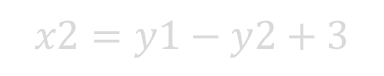 x2 = y1 − y2 + 3